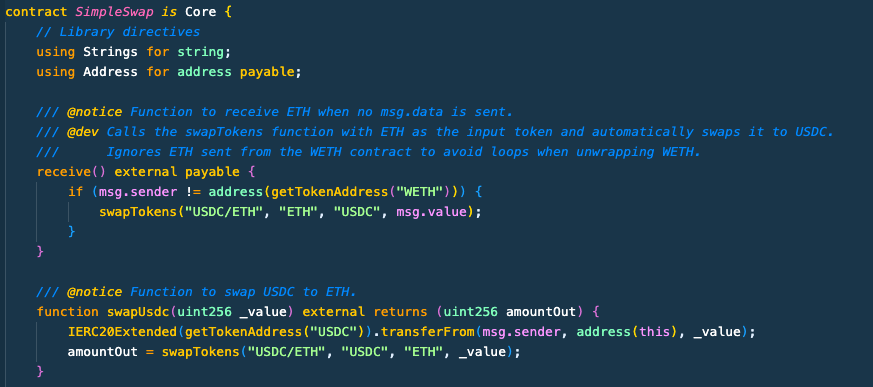 contract SimpleSwap is Core {
// Library directives
using Strings for string;
using Address for address payable;
/// @notice Function to receive ETH when no msg.data is sent.
/// @dev Calls the swapTokens function with ETH as the input token and automatically swaps it to USDC.
///      Ignores ETH sent from the WETH contract to avoid loops when unwrapping WETH.
receive() external payable {
if (msg.sender != address(getTokenAddress("WETH"))) {
swapTokens("USDC/ETH", "ETH", "USDC", msg.value);
}
}
/// @notice Function to swap USDC to ETH.
function swapUsdc(uint256 _value) external returns (uint256 amountOut) {
IERC20Extended(getTokenAddress("USDC")).transferFrom(msg.sender, address(this), _value);
amountOut = swapTokens("USDC/ETH", "USDC", "ETH", _value);
}